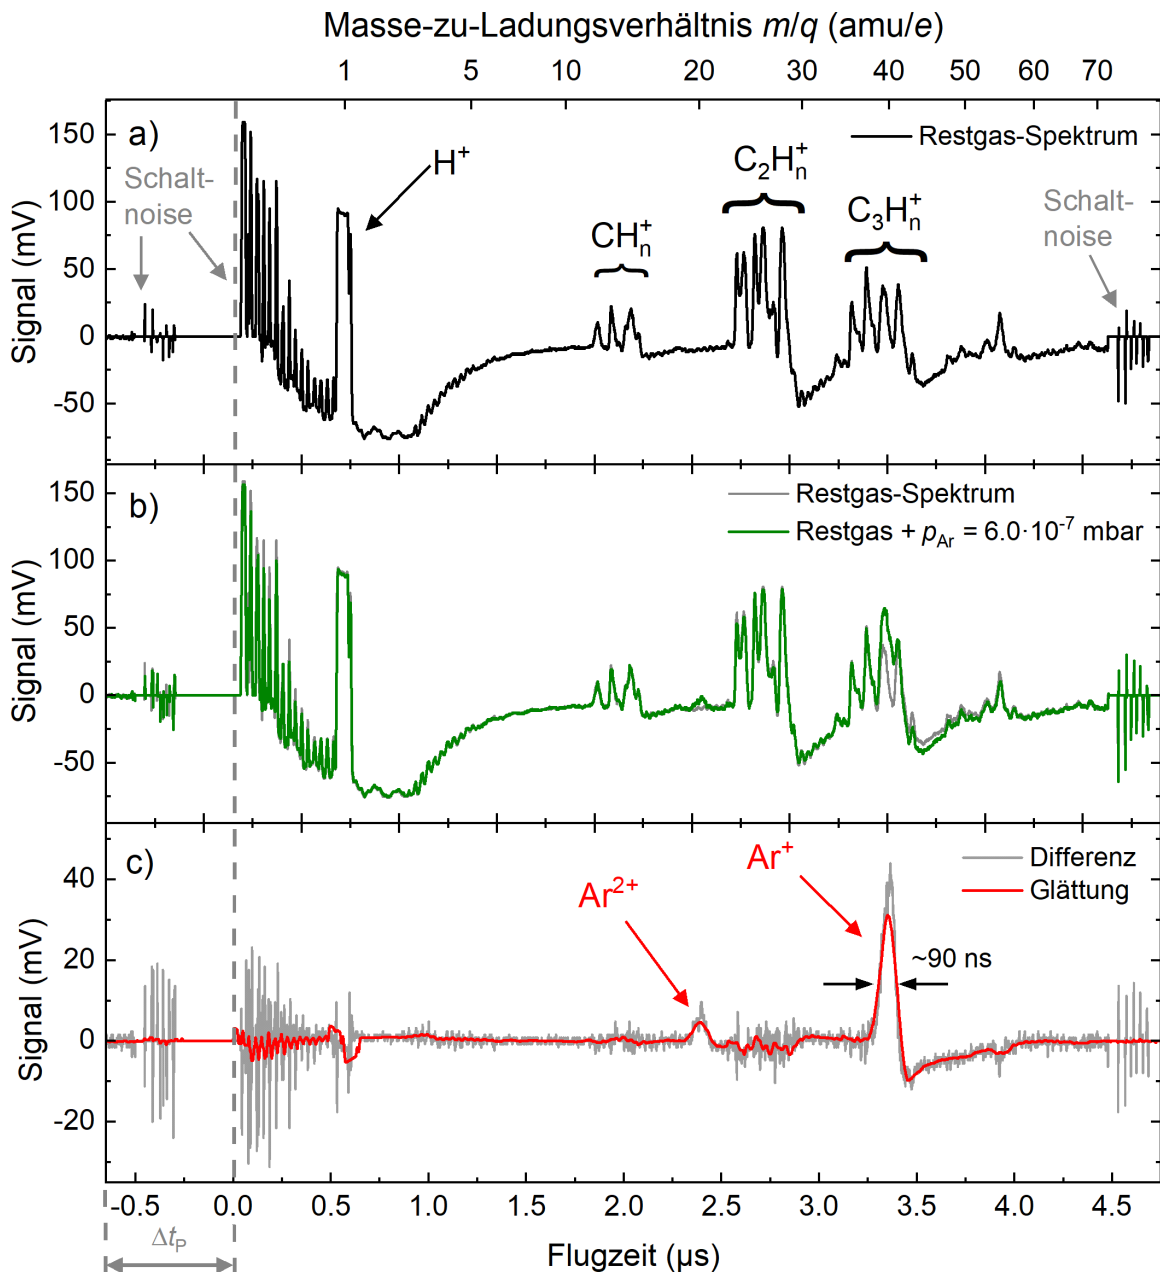 Masse-zu-Ladungsverhältnis m/q (amu/e)
1 5 10 20 30 40 50 60 70
a)
Restgas-Spektrum
Schalt-
noise
H⁺
CHₙ⁺
C₂Hₙ⁺
C₃Hₙ⁺
Schalt-
noise
Signal (mV)
150
100
50
0
-50
b)
Restgas-Spektrum
Restgas + pAr = 6.0·10⁻⁷ mbar
Signal (mV)
150
100
50
0
-50
c)
Differenz
Glättung
Ar²⁺
Ar⁺
~90 ns
Signal (mV)
40
20
0
-20
-0.5 0.0 0.5 1.0 1.5 2.0 2.5 3.0 3.5 4.0 4.5
ΔtP
Flugzeit (µs)